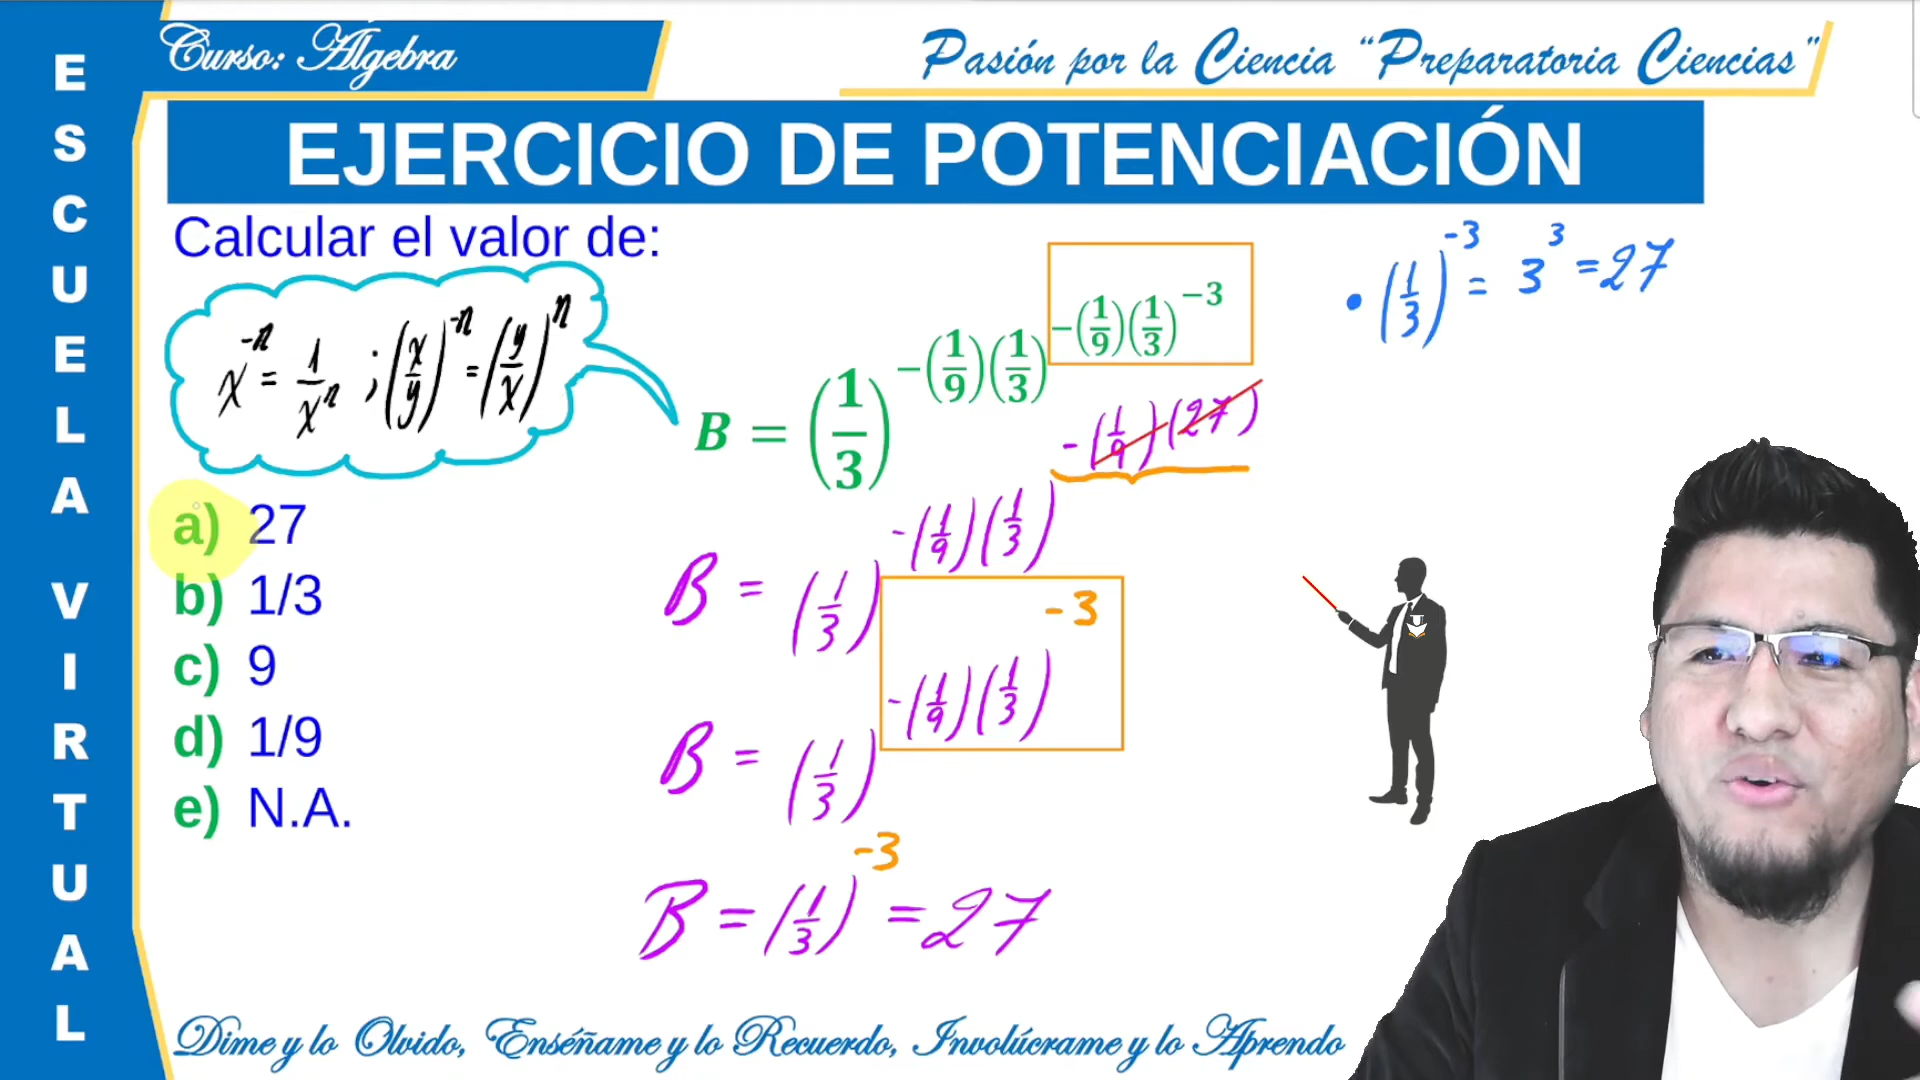 ESCUELA VIRTUAL
Curso: Álgebra
Pasión por la Ciencia “Preparatoria Ciencias”
EJERCICIO DE POTENCIACIÓN
Calcular el valor de:
x^{-n} = 1/x^n ; (x/y)^{-n} = (y/x)^n
B = (1/3)^{-(1/9)(1/3)^{-(1/9)(1/3)^{-3}}}
• (1/3)^{-3} = 3^3 = 27
-(1/9)(27)
a) 27
b) 1/3
c) 9
d) 1/9
e) N.A.
B = (1/3)^{-(1/9)(1/3)^{-3}}
B = (1/3)^{-(1/9)(1/3)}
B = (1/3)^{-3} = 27
Dime y lo Olvido, Enséñame y lo Recuerdo, Involúcrame y lo Aprendo